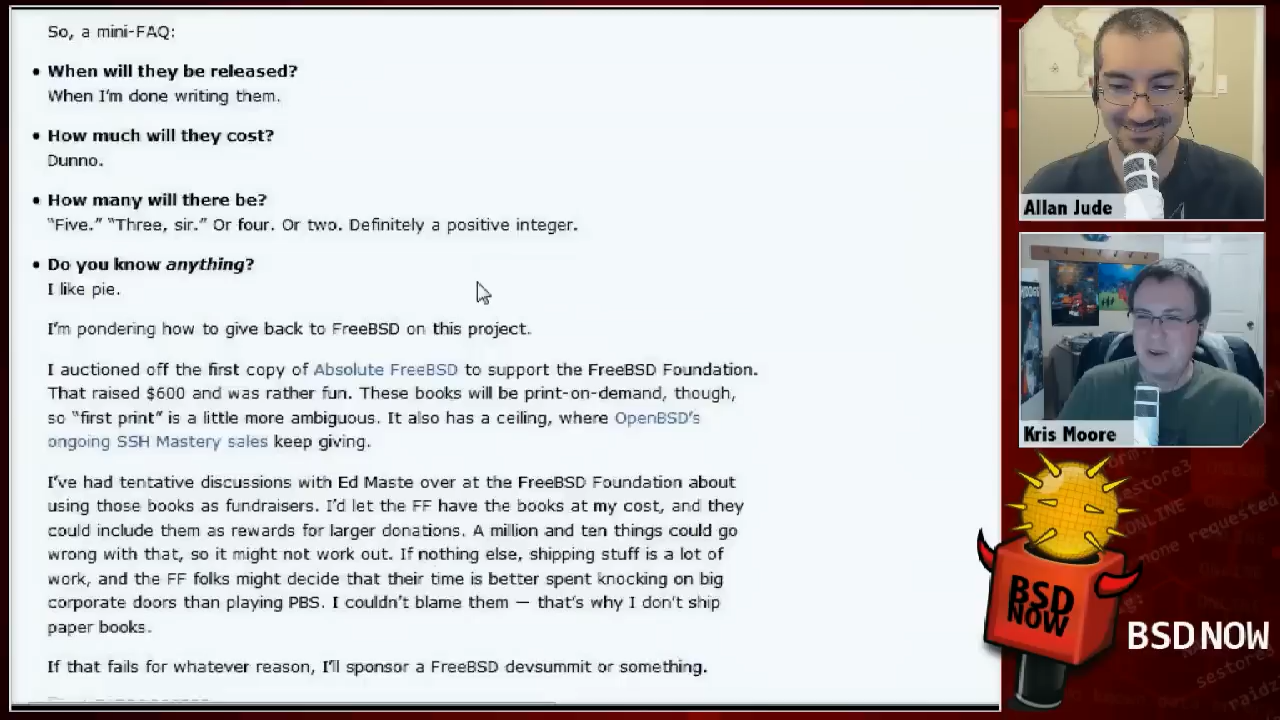 So, a mini-FAQ:
• When will they be released?
When I'm done writing them.
• How much will they cost?
Dunno.
• How many will there be?
“Five.” “Three, sir.” Or four. Or two. Definitely a positive integer.
• Do you know anything?
I like pie.
I'm pondering how to give back to FreeBSD on this project.
I auctioned off the first copy of Absolute FreeBSD to support the FreeBSD Foundation.
That raised $600 and was rather fun. These books will be print-on-demand, though,
so “first print” is a little more ambiguous. It also has a ceiling, where OpenBSD's
ongoing SSH Mastery sales keep giving.
I've had tentative discussions with Ed Maste over at the FreeBSD Foundation about
using those books as fundraisers. I'd let the FF have the books at my cost, and they
could include them as rewards for larger donations. A million and ten things could go
wrong with that, so it might not work out. If nothing else, shipping stuff is a lot of
work, and the FF folks might decide that their time is better spent knocking on big
corporate doors than playing PBS. I couldn't blame them — that's why I don't ship
paper books.
If that fails for whatever reason, I'll sponsor a FreeBSD devsummit or something.
Allan Jude
Kris Moore
BSD
NOW
BSDNOW